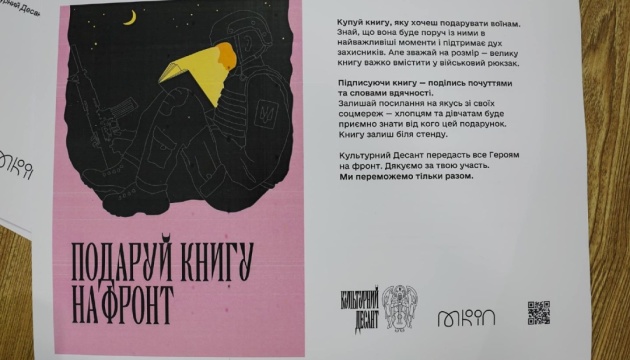 ПОДАРУЙ КНИГУ
НА ФРОНТ
Купуй книгу, яку хочеш подарувати воїнам.
Знай, що вона буде поруч із ними в
найважливіші моменти і підтримає дух
захисників. Але зважай на розмір — велику
книгу важко вмістити у військовий рюкзак.
Підписуючи книгу — поділись почуттями
та словами вдячності.
Залишай посилання на якусь зі своїх
соцмереж — хлопцям та дівчатам буде
приємно знати від кого цей подарунок.
Книгу залиш біля стенду.
Культурний Десант передасть все Героям
на фронт. Дякуємо за твою участь.
Ми переможемо тільки разом.
КУЛЬТУРНИЙ
ДЕСАНТ